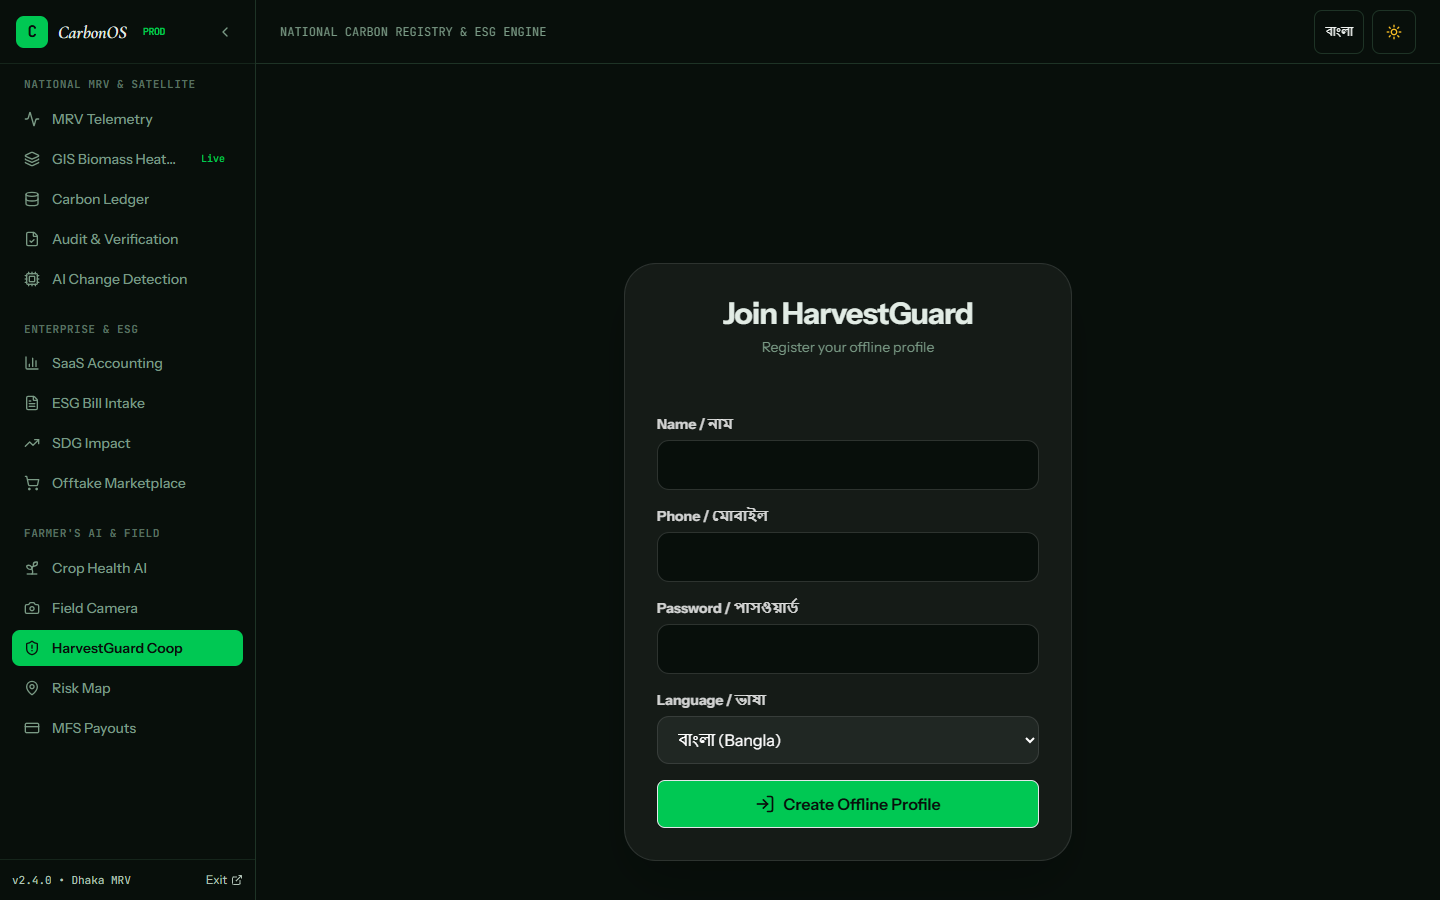 C CarbonOS PROD
NATIONAL CARBON REGISTRY & ESG ENGINE
বাংলা
NATIONAL MRV & SATELLITE
MRV Telemetry
GIS Biomass Heat... Live
Carbon Ledger
Audit & Verification
AI Change Detection
ENTERPRISE & ESG
SaaS Accounting
ESG Bill Intake
SDG Impact
Offtake Marketplace
FARMER'S AI & FIELD
Crop Health AI
Field Camera
HarvestGuard Coop
Risk Map
MFS Payouts
v2.4.0 • Dhaka MRV
Exit
Join HarvestGuard
Register your offline profile
Name / নাম
Phone / মোবাইল
Password / পাসওয়ার্ড
Language / ভাষা
বাংলা (Bangla)
Create Offline Profile